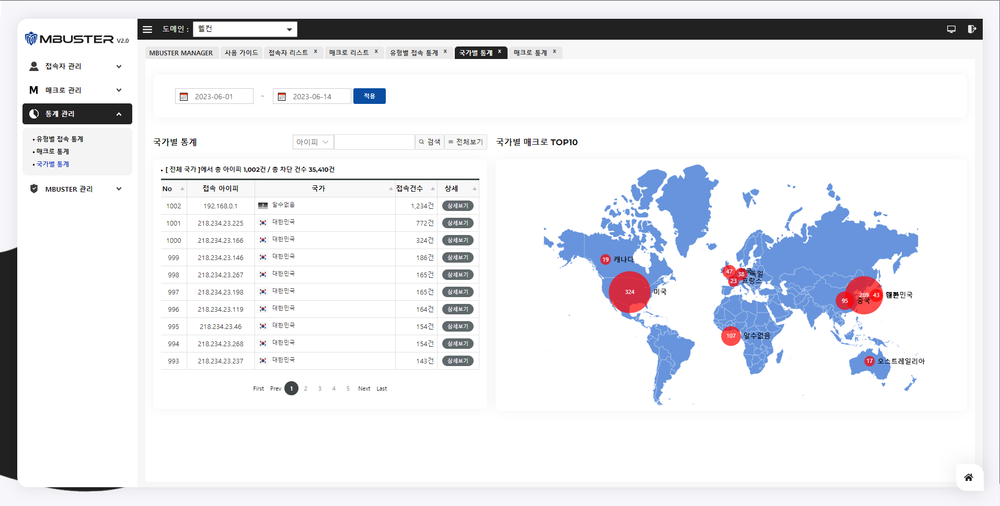 MBUSTER V2.0
도메인 : 웰컨
접속자 관리
매크로 관리
통계 관리
유형별 접속 통계
매크로 통계
국가별 통계
MBUSTER 관리
MBUSTER MANAGER 사용 가이드 접속자 리스트 x 매크로 리스트 x 유형별 접속 통계 x 국가별 통계 x 매크로 통계 x
2023-06-01 ~ 2023-06-14 적용
국가별 통계 아이피 검색 전체보기
[ 전체 국가 ]에서 총 아이피 1,002건 / 총 차단 건수 35,410건
No 접속 아이피 국가 접속건수 상세
1002 192.168.0.1 ? 알수없음 1,234건 상세보기
1001 218.234.23.225 대한민국 772건 상세보기
1000 218.234.23.166 대한민국 324건 상세보기
999 218.234.23.146 대한민국 186건 상세보기
998 218.234.23.267 대한민국 165건 상세보기
997 218.234.23.198 대한민국 165건 상세보기
996 218.234.23.119 대한민국 164건 상세보기
995 218.234.23.46 대한민국 154건 상세보기
994 218.234.23.268 대한민국 154건 상세보기
993 218.234.23.237 대한민국 143건 상세보기
First Prev 1 2 3 4 5 Next Last
국가별 매크로 TOP10
19 캐나다
47
38 독일
23 프랑스
324 미국
289
43
95 중국
107 알수없음
17 오스트레일리아